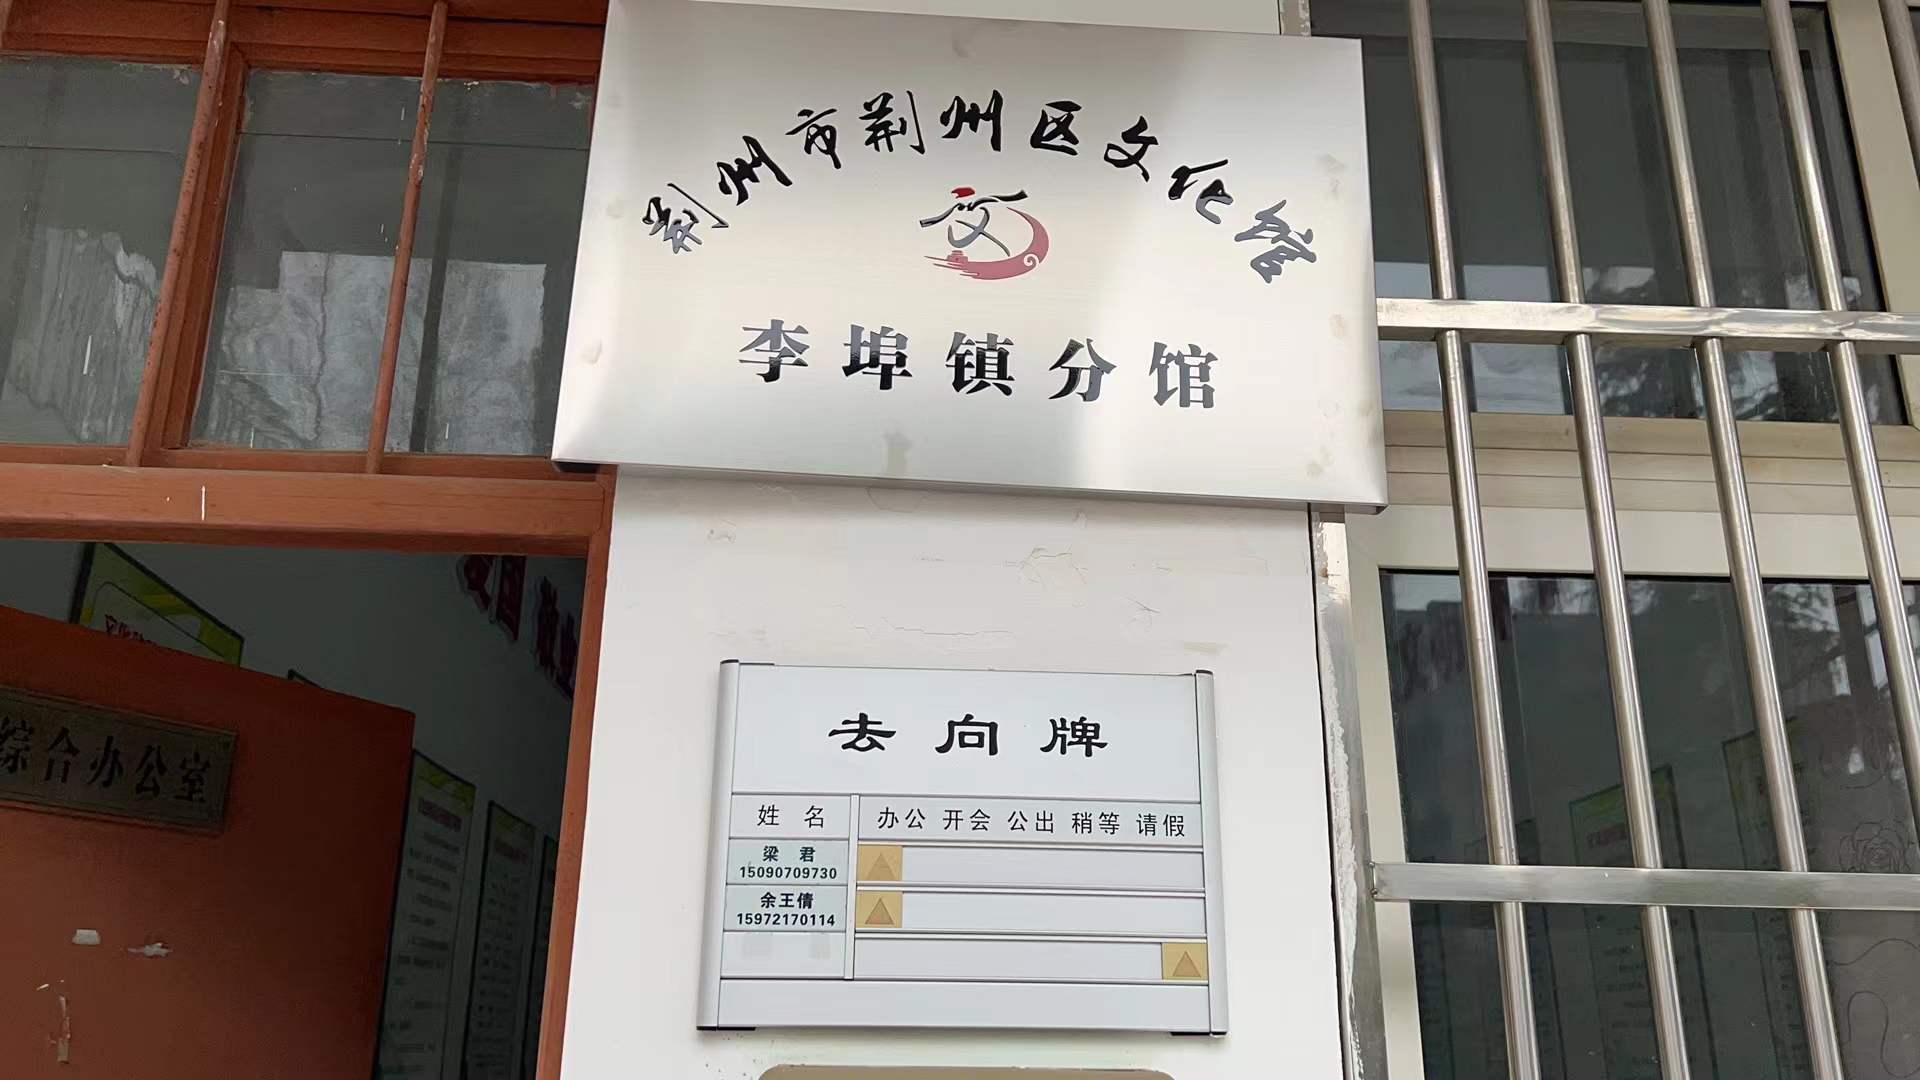 荆州市荆州区文化馆
李埠镇分馆
综合办公室
去向牌
姓 名 办公 开会 公出 稍等 请假
梁 君
15090709730
余王倩
15972170114